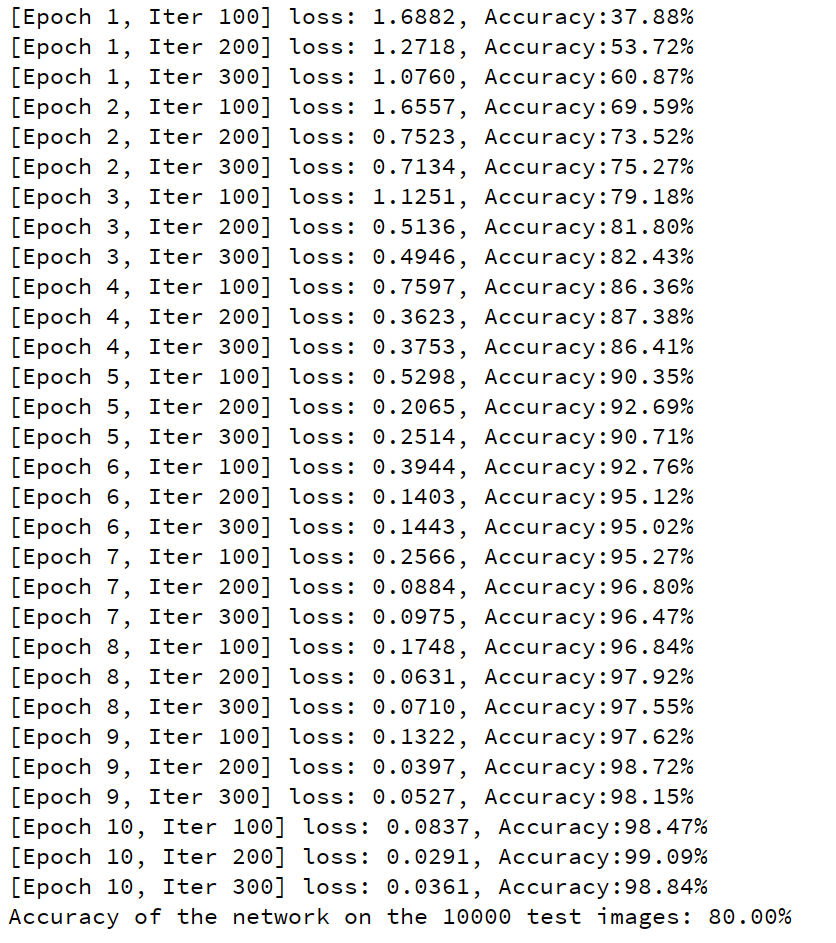 [Epoch 1, Iter 100] loss: 1.6882, Accuracy:37.88%
[Epoch 1, Iter 200] loss: 1.2718, Accuracy:53.72%
[Epoch 1, Iter 300] loss: 1.0760, Accuracy:60.87%
[Epoch 2, Iter 100] loss: 1.6557, Accuracy:69.59%
[Epoch 2, Iter 200] loss: 0.7523, Accuracy:73.52%
[Epoch 2, Iter 300] loss: 0.7134, Accuracy:75.27%
[Epoch 3, Iter 100] loss: 1.1251, Accuracy:79.18%
[Epoch 3, Iter 200] loss: 0.5136, Accuracy:81.80%
[Epoch 3, Iter 300] loss: 0.4946, Accuracy:82.43%
[Epoch 4, Iter 100] loss: 0.7597, Accuracy:86.36%
[Epoch 4, Iter 200] loss: 0.3623, Accuracy:87.38%
[Epoch 4, Iter 300] loss: 0.3753, Accuracy:86.41%
[Epoch 5, Iter 100] loss: 0.5298, Accuracy:90.35%
[Epoch 5, Iter 200] loss: 0.2065, Accuracy:92.69%
[Epoch 5, Iter 300] loss: 0.2514, Accuracy:90.71%
[Epoch 6, Iter 100] loss: 0.3944, Accuracy:92.76%
[Epoch 6, Iter 200] loss: 0.1403, Accuracy:95.12%
[Epoch 6, Iter 300] loss: 0.1443, Accuracy:95.02%
[Epoch 7, Iter 100] loss: 0.2566, Accuracy:95.27%
[Epoch 7, Iter 200] loss: 0.0884, Accuracy:96.80%
[Epoch 7, Iter 300] loss: 0.0975, Accuracy:96.47%
[Epoch 8, Iter 100] loss: 0.1748, Accuracy:96.84%
[Epoch 8, Iter 200] loss: 0.0631, Accuracy:97.92%
[Epoch 8, Iter 300] loss: 0.0710, Accuracy:97.55%
[Epoch 9, Iter 100] loss: 0.1322, Accuracy:97.62%
[Epoch 9, Iter 200] loss: 0.0397, Accuracy:98.72%
[Epoch 9, Iter 300] loss: 0.0527, Accuracy:98.15%
[Epoch 10, Iter 100] loss: 0.0837, Accuracy:98.47%
[Epoch 10, Iter 200] loss: 0.0291, Accuracy:99.09%
[Epoch 10, Iter 300] loss: 0.0361, Accuracy:98.84%
Accuracy of the network on the 10000 test images: 80.00%